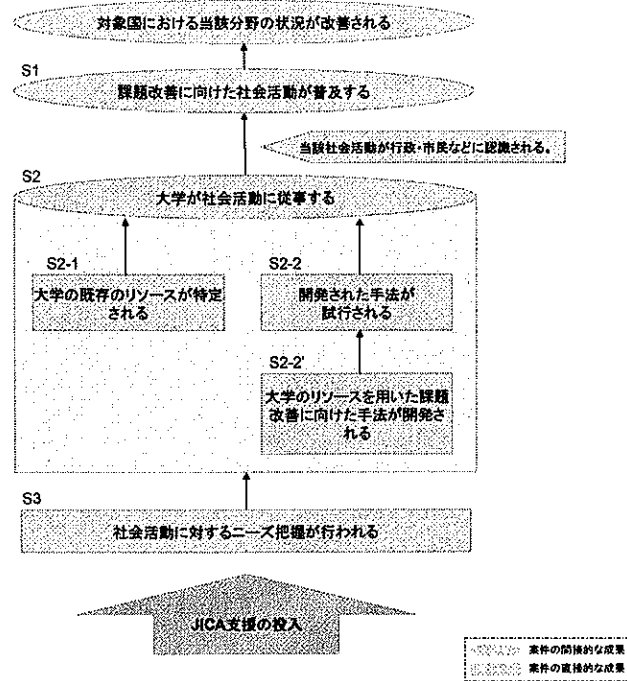 対象国における当該分野の状況が改善される
S1
課題改善に向けた社会活動が普及する
当該社会活動が行政・市民などに認識される。
S2
大学が社会活動に従事する
S2-1
大学の既存のリソースが特定
される
S2-2
開発された手法が
試行される
S2-2'
大学のリソースを用いた課題
改善に向けた手法が開発さ
れる
S3
社会活動に対するニーズ把握が行われる
JICA支援の投入
案件の間接的な成果
案件の直接的な成果